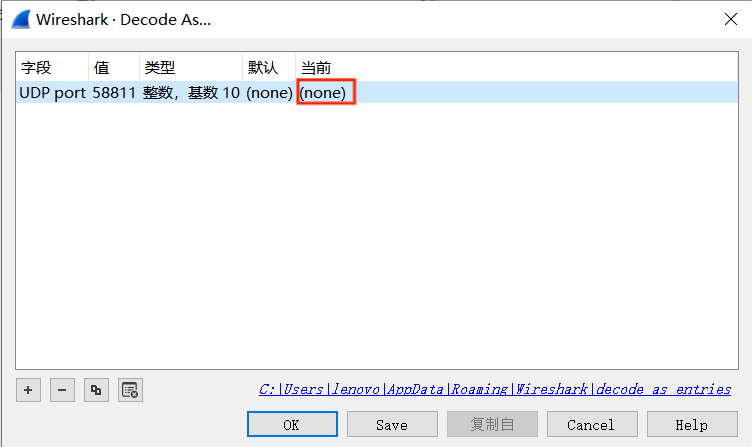 Wireshark · Decode As...
字段 值 类型 默认 当前
UDP port 58811 整数，基数 10 (none) (none)
C:|Users|lenovo|AppData|Roaming|Wireshark|decode_as_entries
OK Save 复制自 Cancel Help